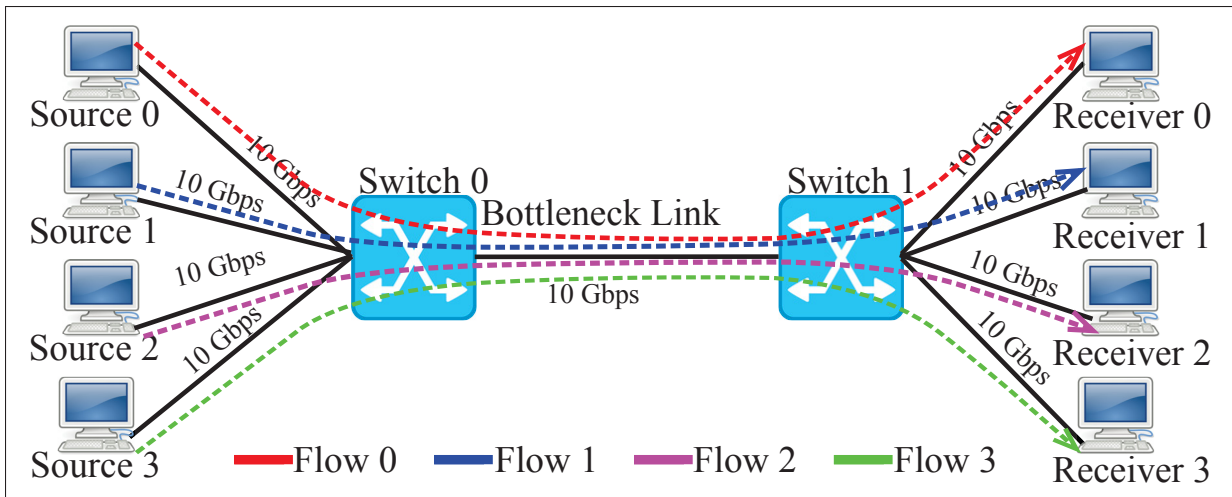 Source 0
10 Gbps
Source 1
10 Gbps
Source 2
10 Gbps
Source 3
10 Gbps
Switch 0
Bottleneck Link
10 Gbps
Switch 1
10 Gbps
Receiver 0
10 Gbps
Receiver 1
10 Gbps
Receiver 2
10 Gbps
Receiver 3
Flow 0
Flow 1
Flow 2
Flow 3